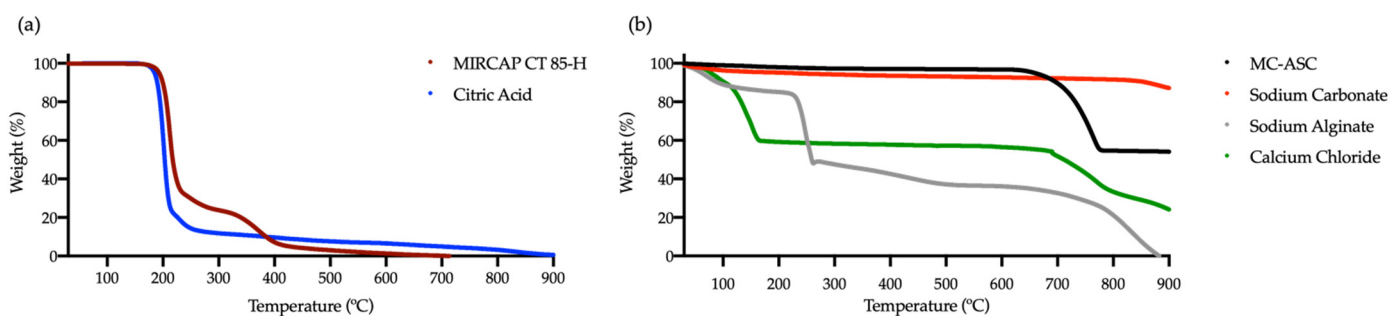 (a)
(b)
100
80
60
40
20
0
Weight (%)
100 200 300 400 500 600 700 800 900
Temperature (ºC)
MIRCAP CT 85-H
Citric Acid
100
80
60
40
20
0
Weight (%)
100 200 300 400 500 600 700 800 900
Temperature (ºC)
MC-ASC
Sodium Carbonate
Sodium Alginate
Calcium Chloride